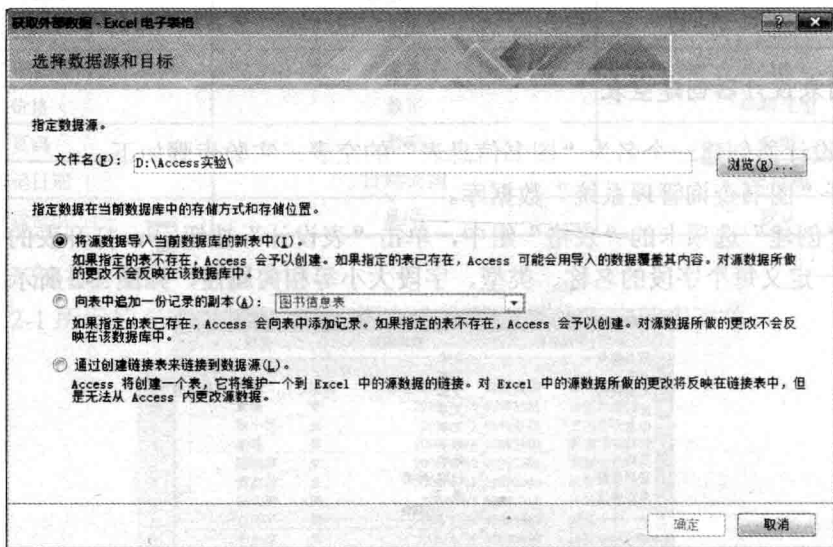 获取外部数据 - Excel 电子表格
选择数据源和目标
指定数据源。
文件名(F):
D:\Access实验\
浏览(R)...
指定数据在当前数据库中的存储方式和存储位置。
将源数据导入当前数据库的新表中(I)。
如果指定的表不存在，Access 会予以创建。如果指定的表已存在，Access 可能会用导入的数据覆盖其内容。对源数据所做
的更改不会反映在该数据库中。
向表中追加一份记录的副本(A):
图书信息表
如果指定的表已存在，Access 会向表中添加记录。如果指定的表不存在，Access 会予以创建。对源数据所做的更改不会反
映在该数据库中。
通过创建链接表来链接到数据源(L)。
Access 将创建一个表，它将维护一个到 Excel 中的源数据的链接。对 Excel 中的源数据所做的更改将反映在链接表中，但
是无法从 Access 内更改源数据。
确定
取消